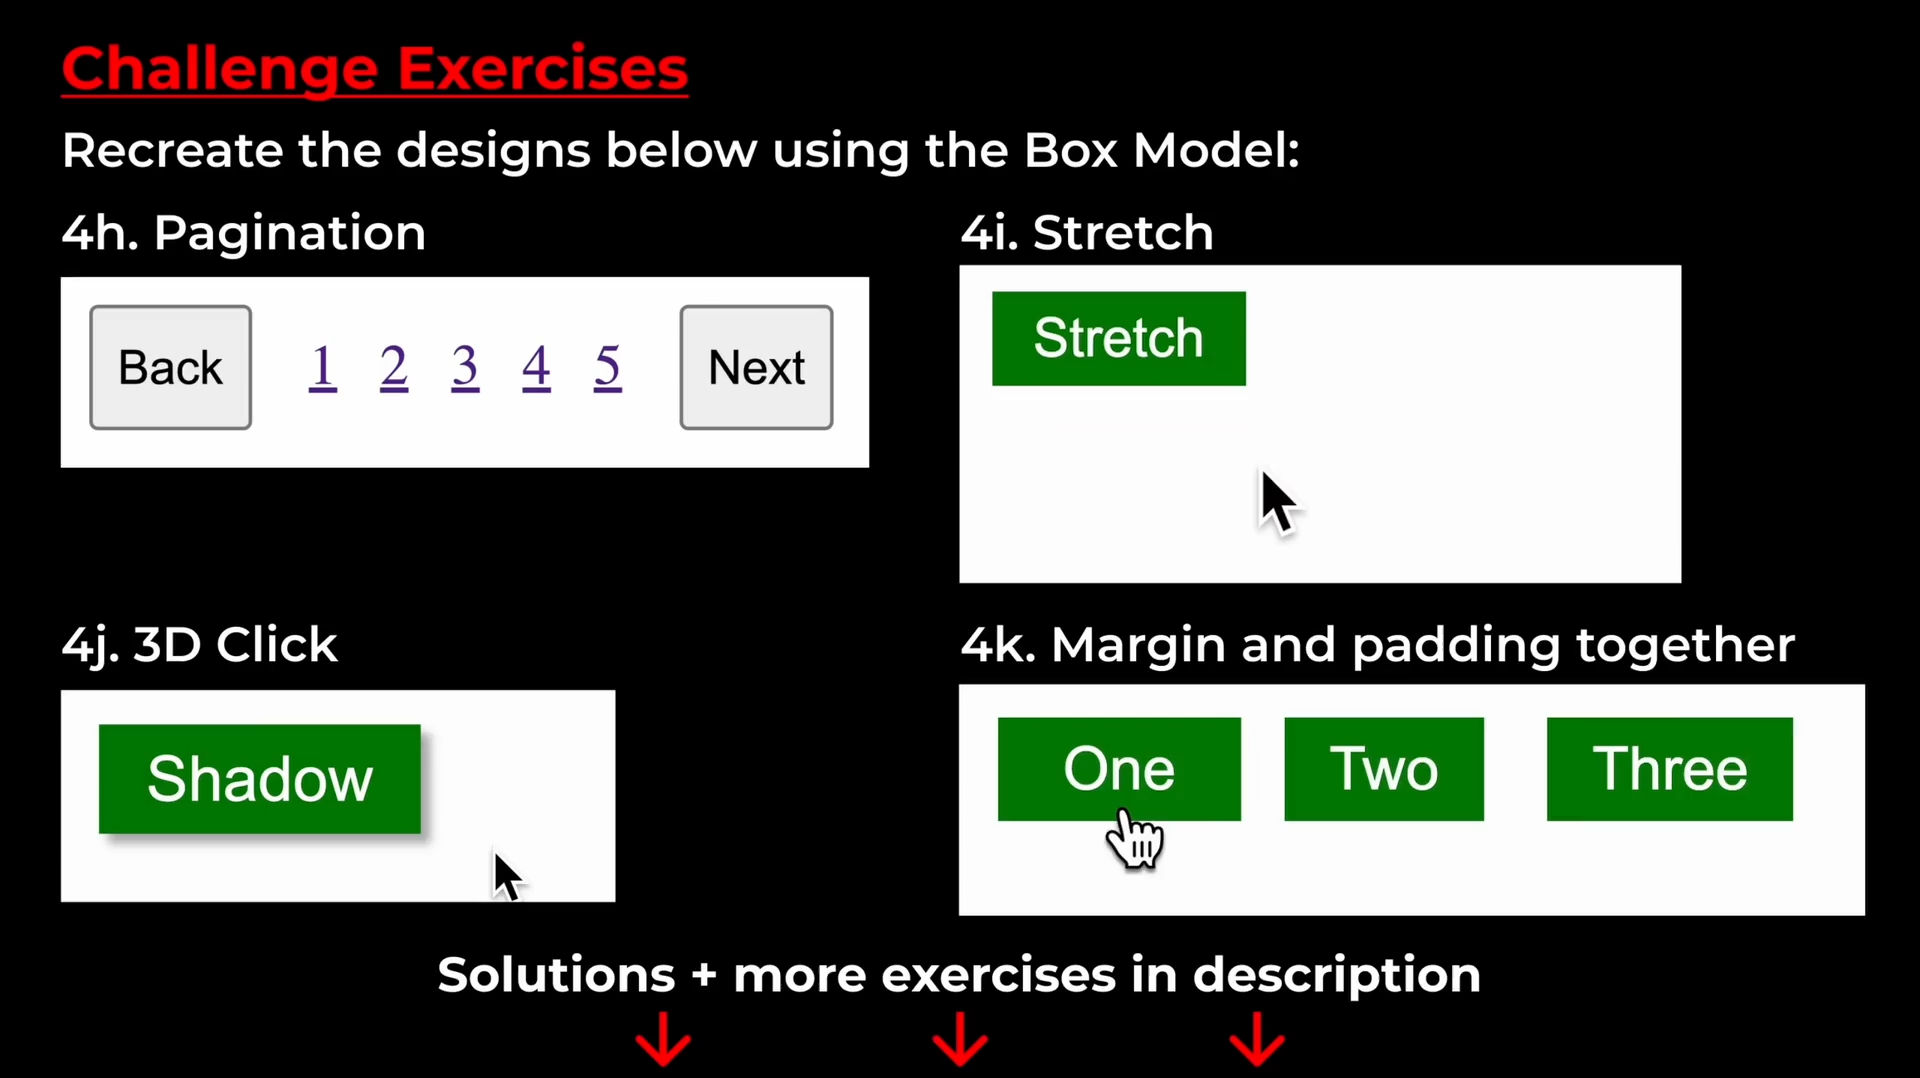 Challenge Exercises
Recreate the designs below using the Box Model:
4h. Pagination
Back 1 2 3 4 5 Next
4i. Stretch
Stretch
4j. 3D Click
Shadow
4k. Margin and padding together
One Two Three
Solutions + more exercises in description